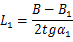 L₁ = (B − B₁) / (2tgα₁)